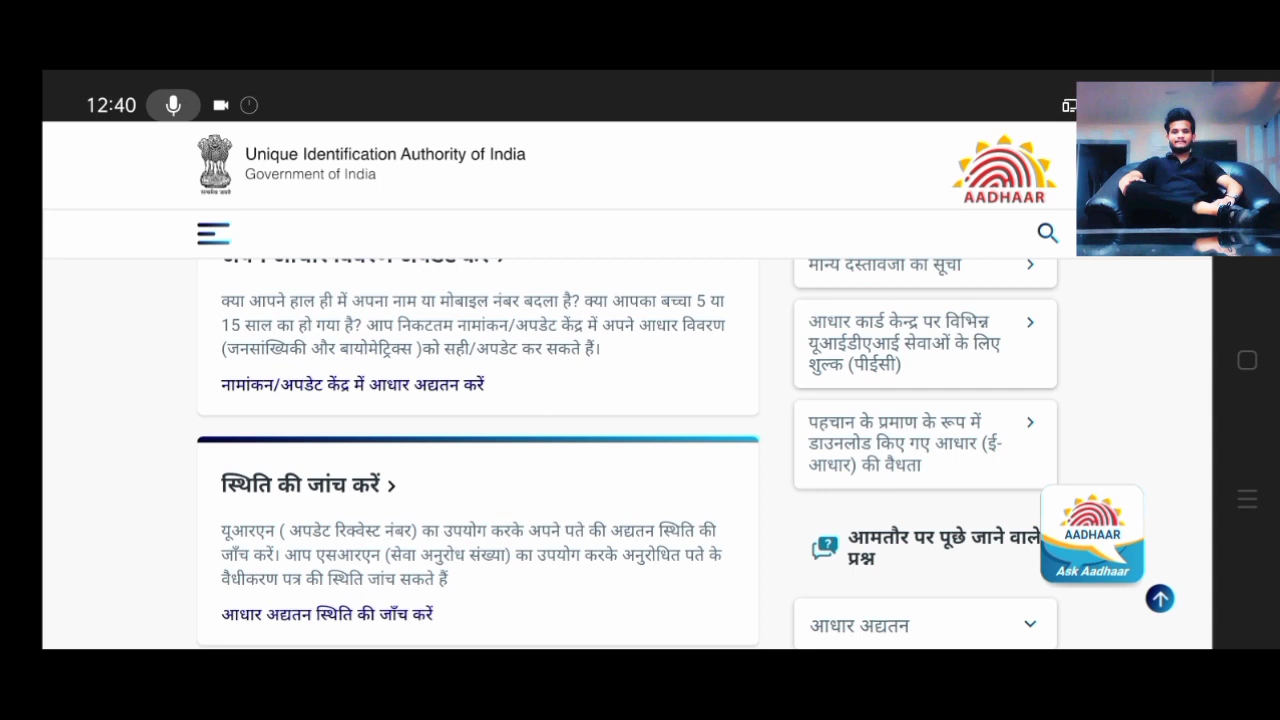 12:40
Unique Identification Authority of India
Government of India
सत्यमेव जयते
AADHAAR
क्या आपने हाल ही में अपना नाम या मोबाइल नंबर बदला है? क्या आपका बच्चा 5 या
15 साल का हो गया है? आप निकटतम नामांकन/अपडेट केंद्र में अपने आधार विवरण
(जनसांख्यिकी और बायोमेट्रिक्स )को सही/अपडेट कर सकते हैं।
नामांकन/अपडेट केंद्र में आधार अद्यतन करें
स्थिति की जांच करें
यूआरएन ( अपडेट रिक्वेस्ट नंबर) का उपयोग करके अपने पते की अद्यतन स्थिति की
जाँच करें। आप एसआरएन (सेवा अनुरोध संख्या) का उपयोग करके अनुरोधित पते के
वैधीकरण पत्र की स्थिति जांच सकते हैं
आधार अद्यतन स्थिति की जाँच करें
मान्य दस्तावेजों की सूची
आधार कार्ड केन्द्र पर विभिन्न
यूआईडीएआई सेवाओं के लिए
शुल्क (पीईसी)
पहचान के प्रमाण के रूप में
डाउनलोड किए गए आधार (ई-
आधार) की वैधता
आमतौर पर पूछे जाने वाले
प्रश्न
AADHAAR
Ask Aadhaar
आधार अद्यतन